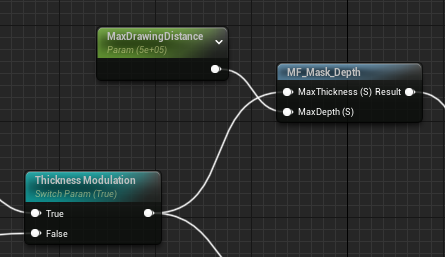 MaxDrawingDistance
Param (5e+05)
MF_Mask_Depth
MaxThickness (S) Result
MaxDepth (S)
Thickness Modulation
Switch Param (True)
True
False